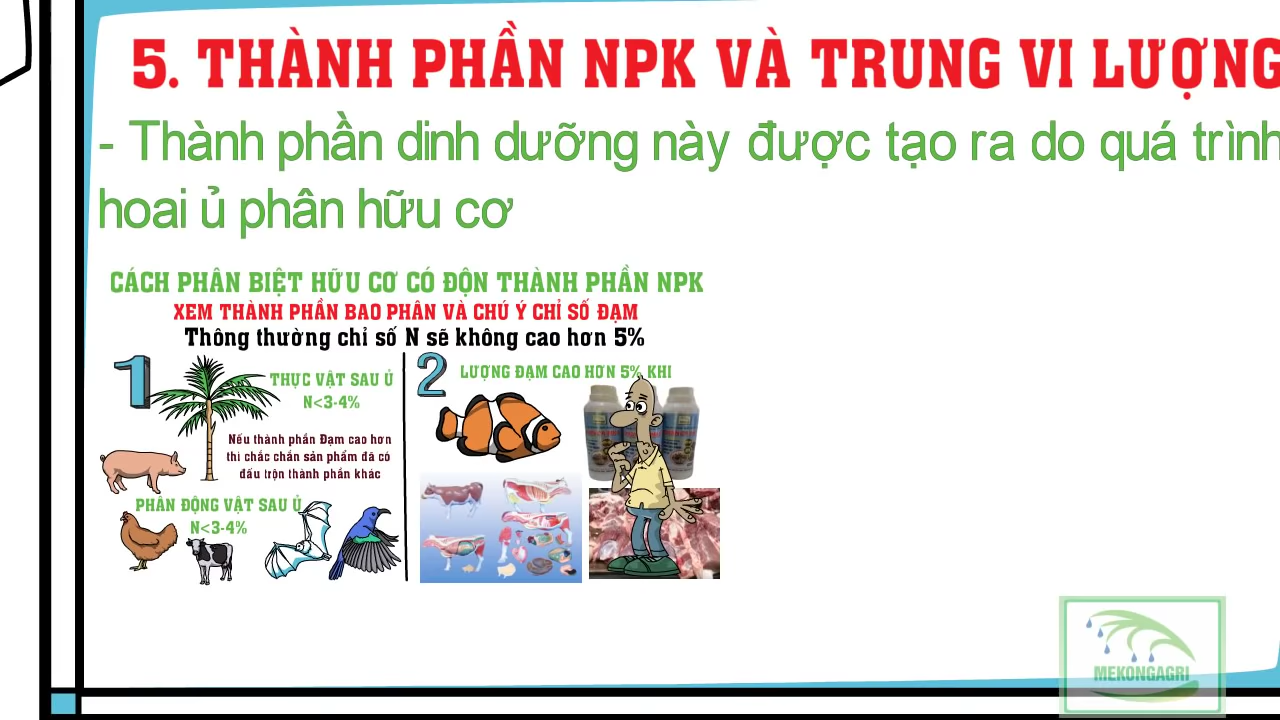 5. THÀNH PHẦN NPK VÀ TRUNG VI LƯỢNG
- Thành phần dinh dưỡng này được tạo ra do quá trình
hoai ủ phân hữu cơ
CÁCH PHÂN BIỆT HỮU CƠ CÓ ĐỘN THÀNH PHẦN NPK
XEM THÀNH PHẦN BAO PHÂN VÀ CHÚ Ý CHỈ SỐ ĐẠM
Thông thường chỉ số N sẽ không cao hơn 5%
1
THỰC VẬT SAU Ủ
N<3-4%
Nếu thành phần Đạm cao hơn
thì chắc chắn sản phẩm đã có
đấu trộn thành phần khác
PHÂN ĐỘNG VẬT SAU Ủ
N<3-4%
2
LƯỢNG ĐẠM CAO HƠN 5% KHI
MEKONGAGRI